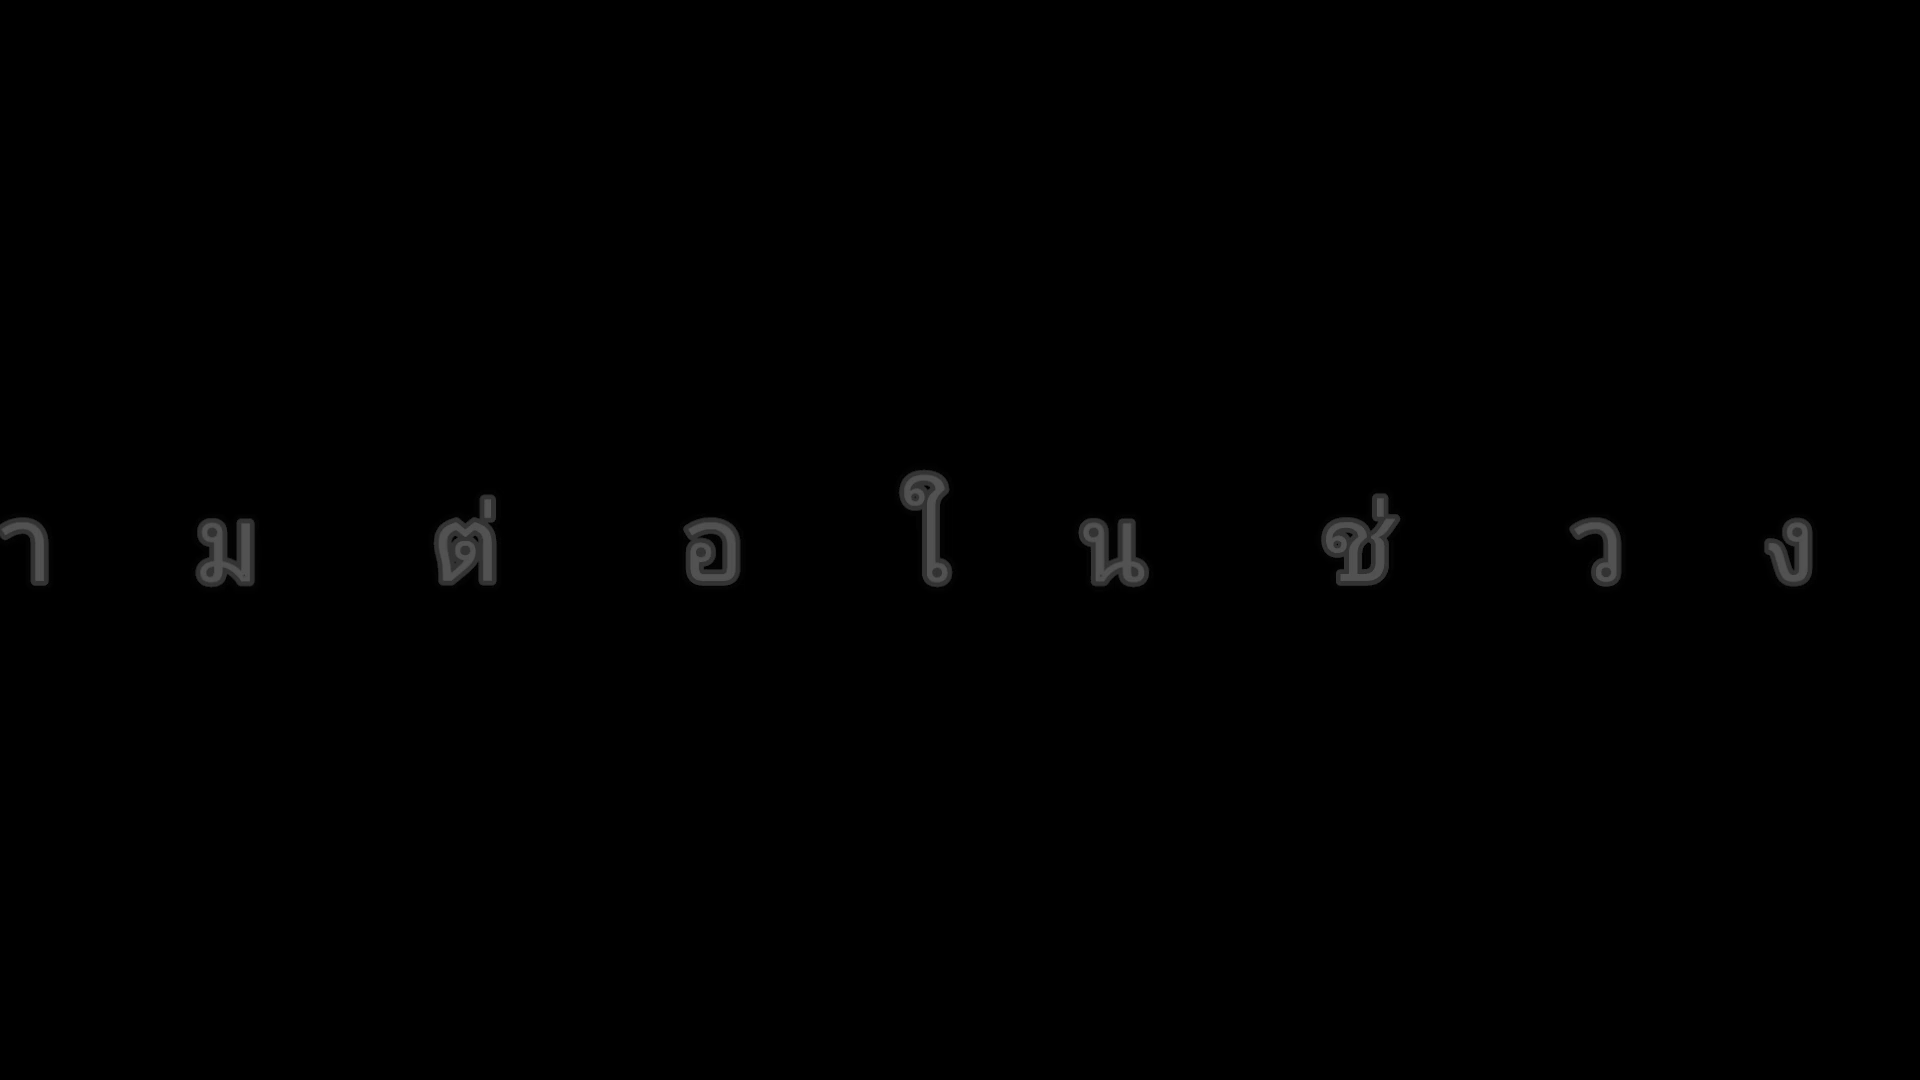 า ม ต่ อ ใ น ช่ ว ง